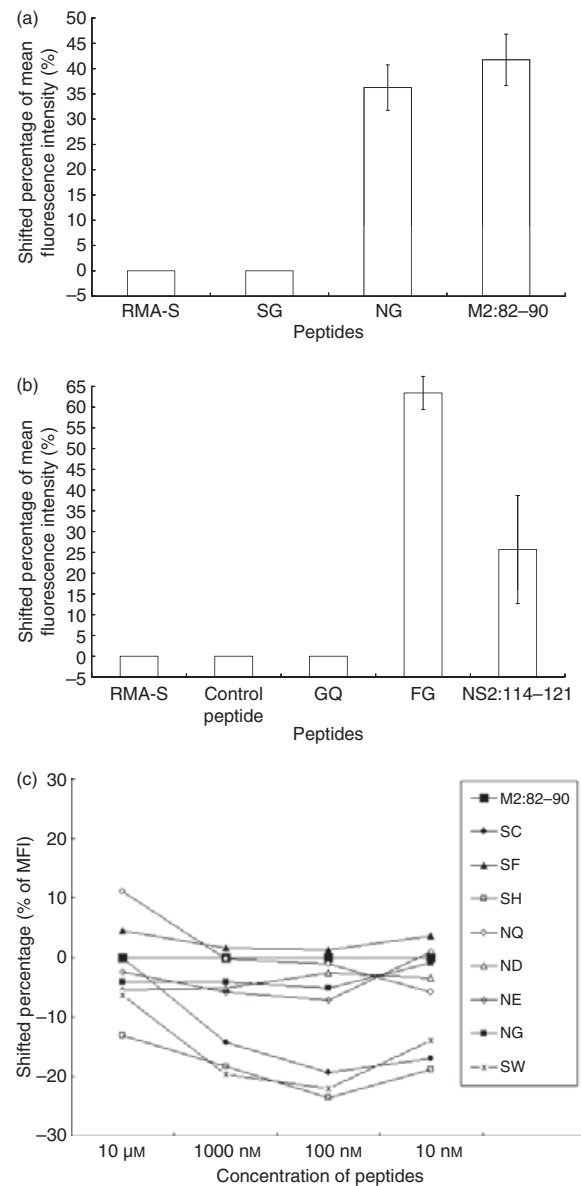 (a)
Shifted percentage of mean
fluorescence intensity (%)
50
45
40
35
30
25
20
15
10
5
0
–5
RMA-S SG NG M2:82–90
Peptides
(b)
Shifted percentage of mean
fluorescence intensity (%)
65
60
55
50
45
40
35
30
25
20
15
10
5
0
–5
RMA-S Control peptide GQ FG NS2:114–121
Peptides
(c)
Shifted percentage (% of MFI)
30
20
10
0
–10
–20
–30
10 μM 1000 nM 100 nM 10 nM
Concentration of peptides
M2:82–90
SC
SF
SH
NQ
ND
NE
NG
SW